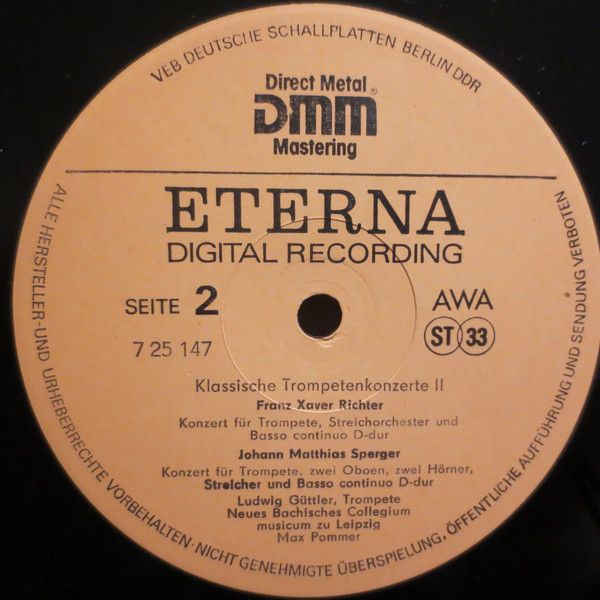 VEB DEUTSCHE SCHALLPLATTEN BERLIN DDR
Direct Metal
DMM®
Mastering
ETERNA
DIGITAL RECORDING
SEITE 2
AWA
7 25 147
ST 33
Klassische Trompetenkonzerte II
Franz Xaver Richter
Konzert für Trompete, Streichorchester und
Basso continuo D-dur
Johann Matthias Sperger
Konzert für Trompete, zwei Oboen, zwei Hörner,
Streicher und Basso continuo D-dur
Ludwig Güttler, Trompete
Neues Bachisches Collegium
musicum zu Leipzig
Max Pommer
ALLE HERSTELLER-UND URHEBERRECHTE VORBEHALTEN·NICHT GENEHMIGTE ÜBERSPIELUNG, ÖFFENTLICHE AUFFÜHRUNG UND SENDUNG VERBOTEN